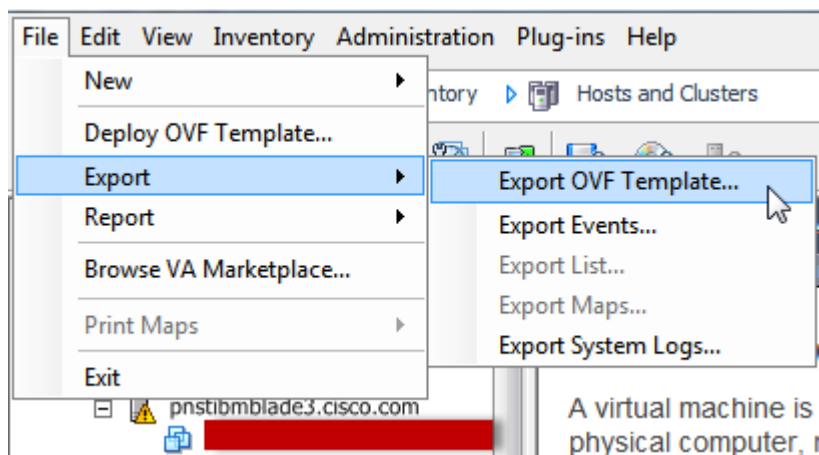 File Edit View Inventory Administration Plug-ins Help
New
Hosts and Clusters
Deploy OVF Template...
Export
Export OVF Template...
Report
Export Events...
Browse VA Marketplace...
Export List...
Export Maps...
Print Maps
Export System Logs...
Exit
pnstibmblade3.cisco.com
A virtual machine is
physical computer,